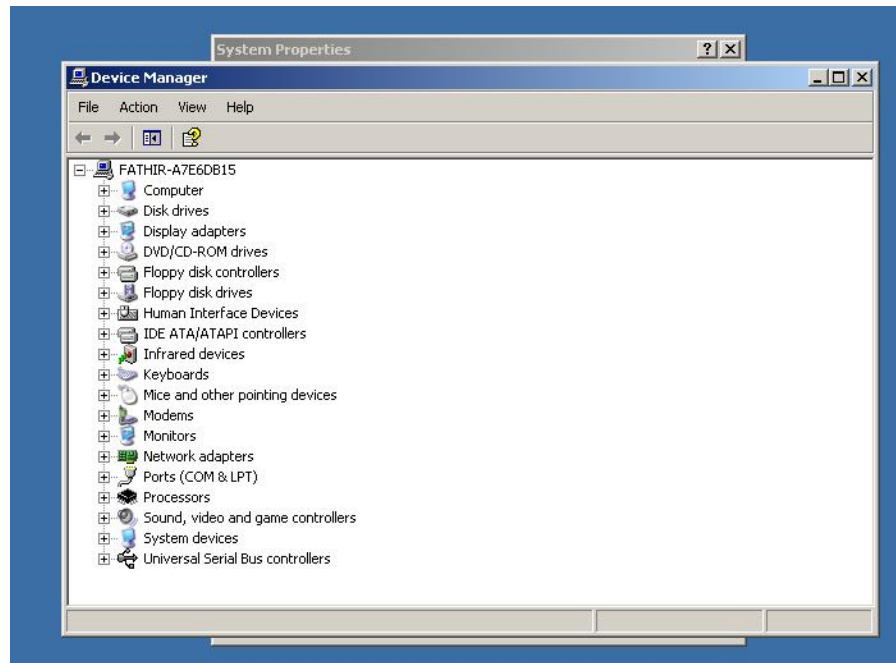 System Properties
Device Manager
File Action View Help
FATHIR-A7E6DB15
Computer
Disk drives
Display adapters
DVD/CD-ROM drives
Floppy disk controllers
Floppy disk drives
Human Interface Devices
IDE ATA/ATAPI controllers
Infrared devices
Keyboards
Mice and other pointing devices
Modems
Monitors
Network adapters
Ports (COM & LPT)
Processors
Sound, video and game controllers
System devices
Universal Serial Bus controllers